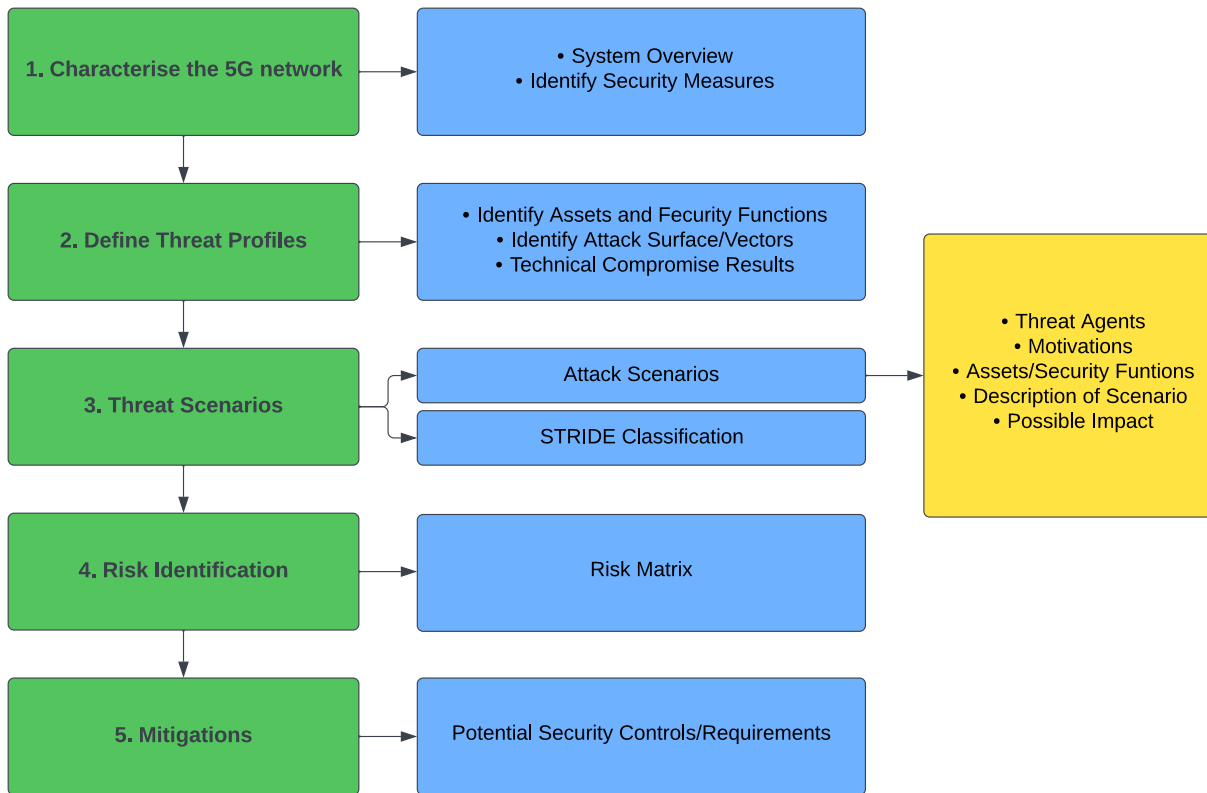 1. Characterise the 5G network
• System Overview
• Identify Security Measures
2. Define Threat Profiles
• Identify Assets and Fecurity Functions
• Identify Attack Surface/Vectors
• Technical Compromise Results
3. Threat Scenarios
Attack Scenarios
STRIDE Classification
• Threat Agents
• Motivations
• Assets/Security Funtions
• Description of Scenario
• Possible Impact
4. Risk Identification
Risk Matrix
5. Mitigations
Potential Security Controls/Requirements